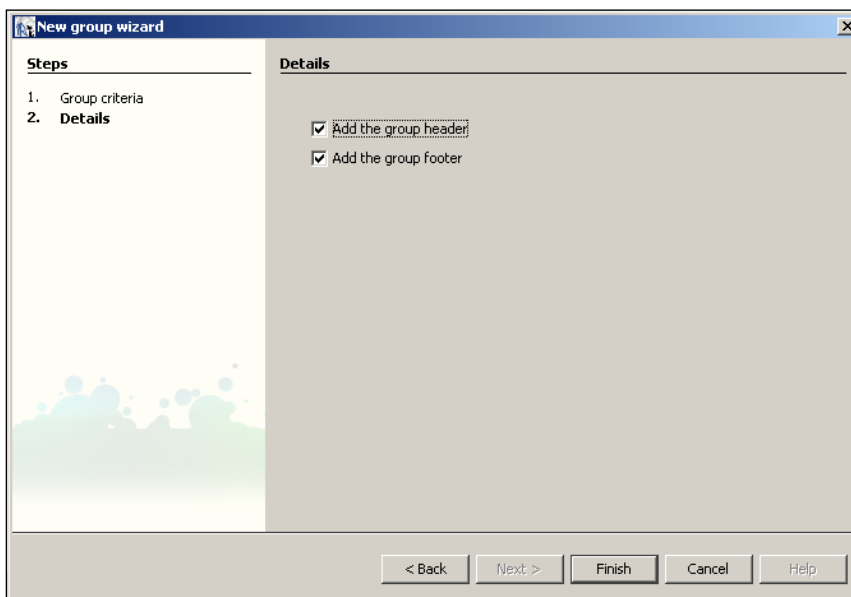 New group wizard
Steps
1. Group criteria
2. Details
Details
Add the group header
Add the group footer
< Back
Next >
Finish
Cancel
Help